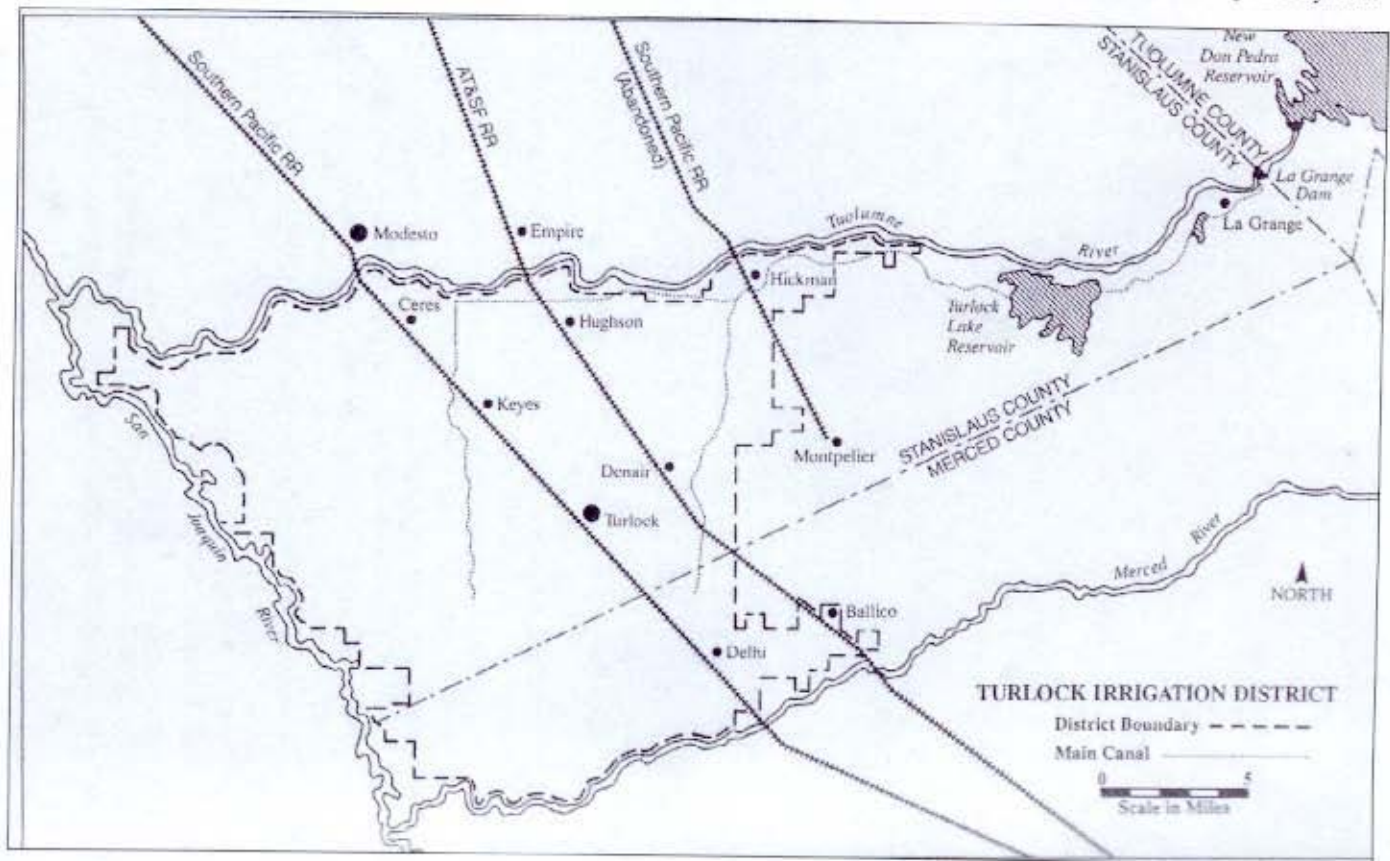 New
Don Pedra
Reservoir
TUOLUMNE COUNTY
STANISLAUS COUNTY
Southern Pacific RR
AT&SF RR
Southern Pacific RR
(Abandoned)
La Grange
Dam
La Grange
Modesto
Empire
Tuolumne
River
Hickman
Ceres
Hughson
Turlock
Lake
Reservoir
Keyes
San
Joaquin
River
Denair
Montpelier
STANISLAUS COUNTY
MERCED COUNTY
Turlock
Merced
River
NORTH
Ballico
Delhi
TURLOCK IRRIGATION DISTRICT
District Boundary
Main Canal
0 5
Scale in Miles